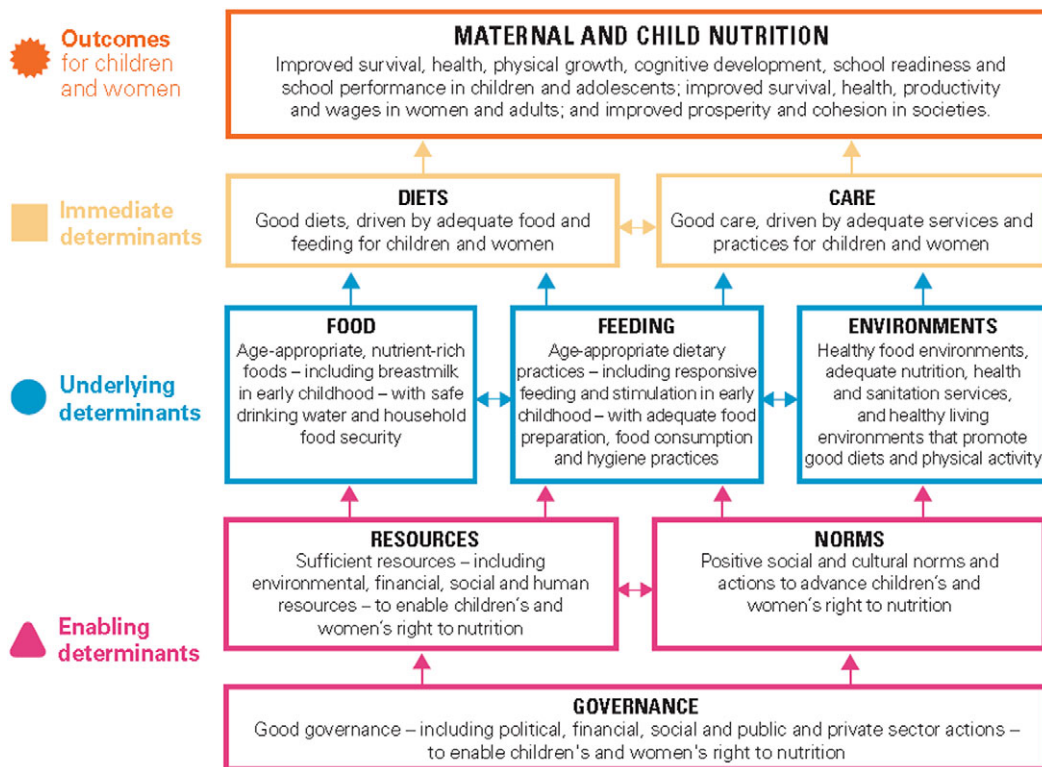 Outcomes
for children
and women
MATERNAL AND CHILD NUTRITION
Improved survival, health, physical growth, cognitive development, school readiness and
school performance in children and adolescents; improved survival, health, productivity
and wages in women and adults; and improved prosperity and cohesion in societies.
Immediate
determinants
DIETS
Good diets, driven by adequate food and
feeding for children and women
CARE
Good care, driven by adequate services and
practices for children and women
Underlying
determinants
FOOD
Age-appropriate, nutrient-rich
foods – including breastmilk
in early childhood – with safe
drinking water and household
food security
FEEDING
Age-appropriate dietary
practices – including responsive
feeding and stimulation in early
childhood – with adequate food
preparation, food consumption
and hygiene practices
ENVIRONMENTS
Healthy food environments,
adequate nutrition, health
and sanitation services,
and healthy living
environments that promote
good diets and physical activity
Enabling
determinants
RESOURCES
Sufficient resources – including
environmental, financial, social and human
resources – to enable children's and
women's right to nutrition
NORMS
Positive social and cultural norms and
actions to advance children's and
women's right to nutrition
GOVERNANCE
Good governance – including political, financial, social and public and private sector actions –
to enable children's and women's right to nutrition